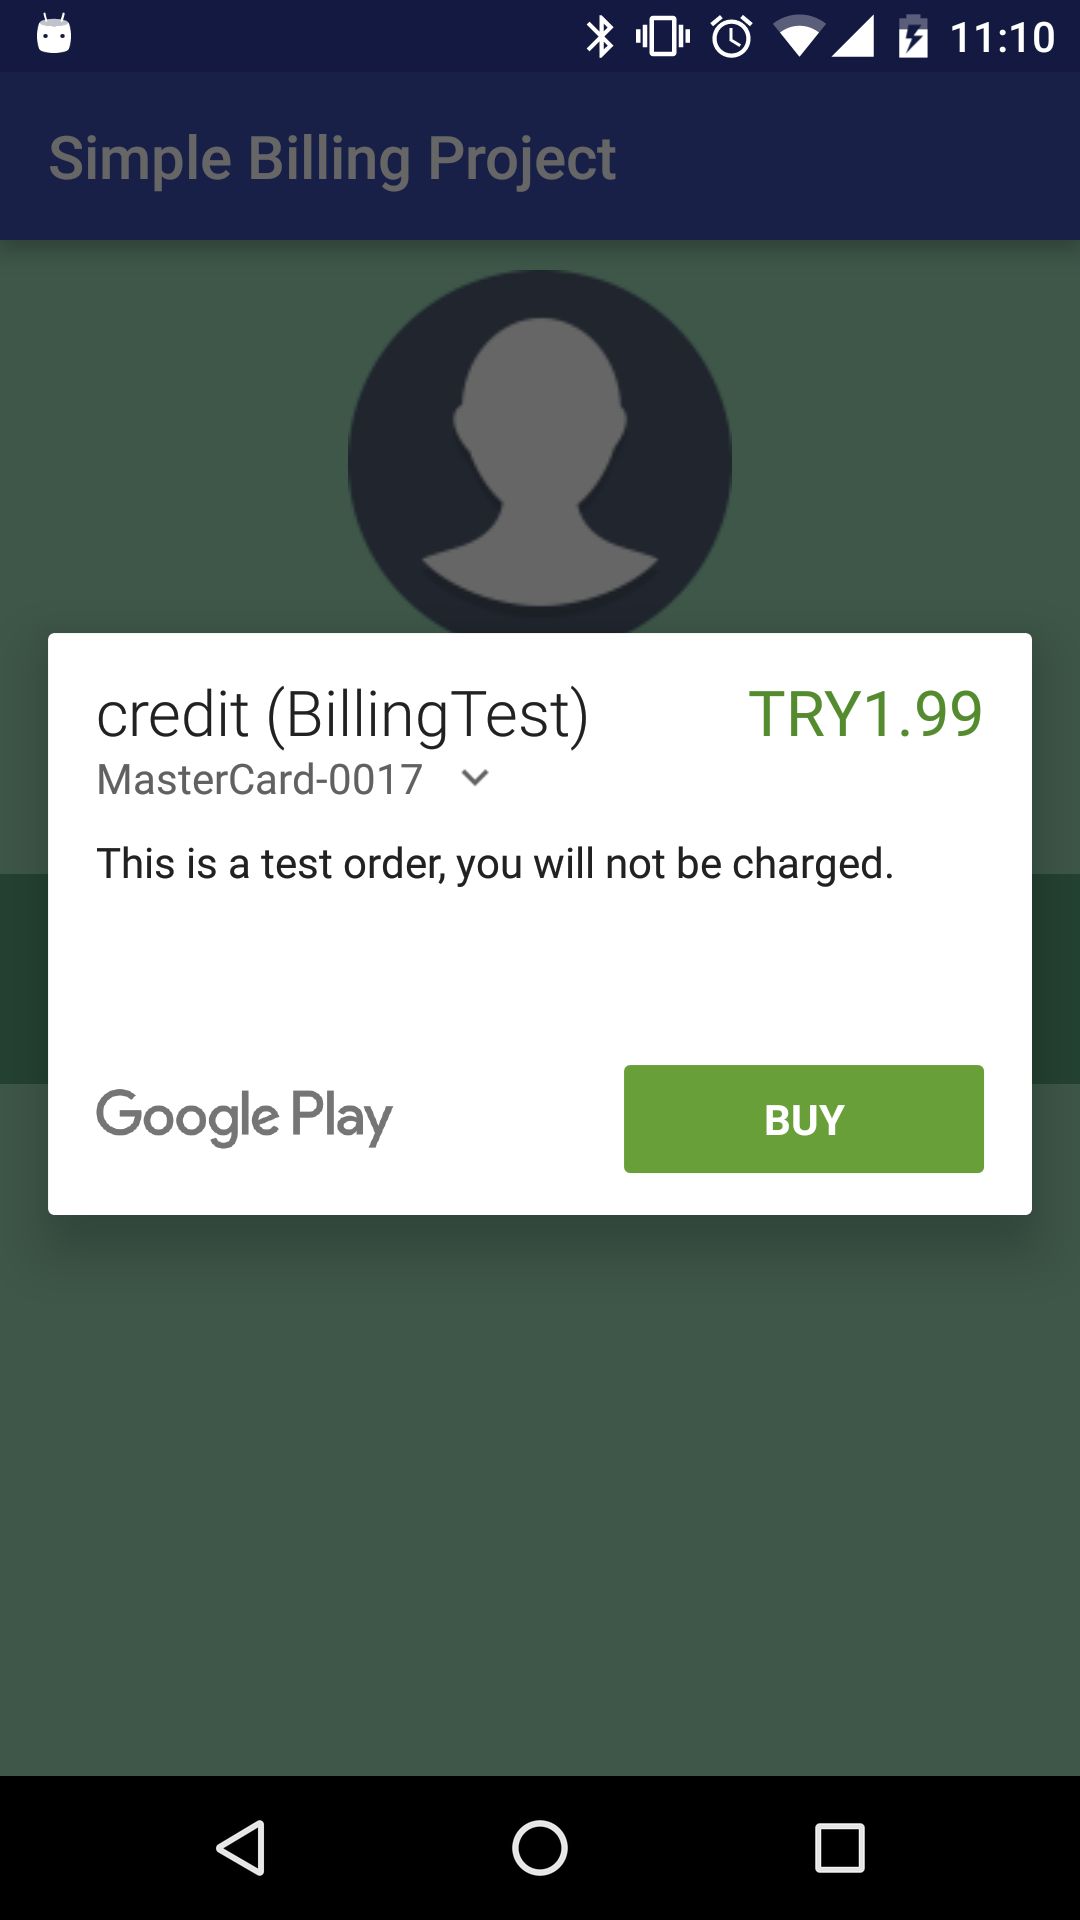 11:10
Simple Billing Project
credit (BillingTest) TRY1.99
MasterCard-0017
This is a test order, you will not be charged.
Google Play BUY